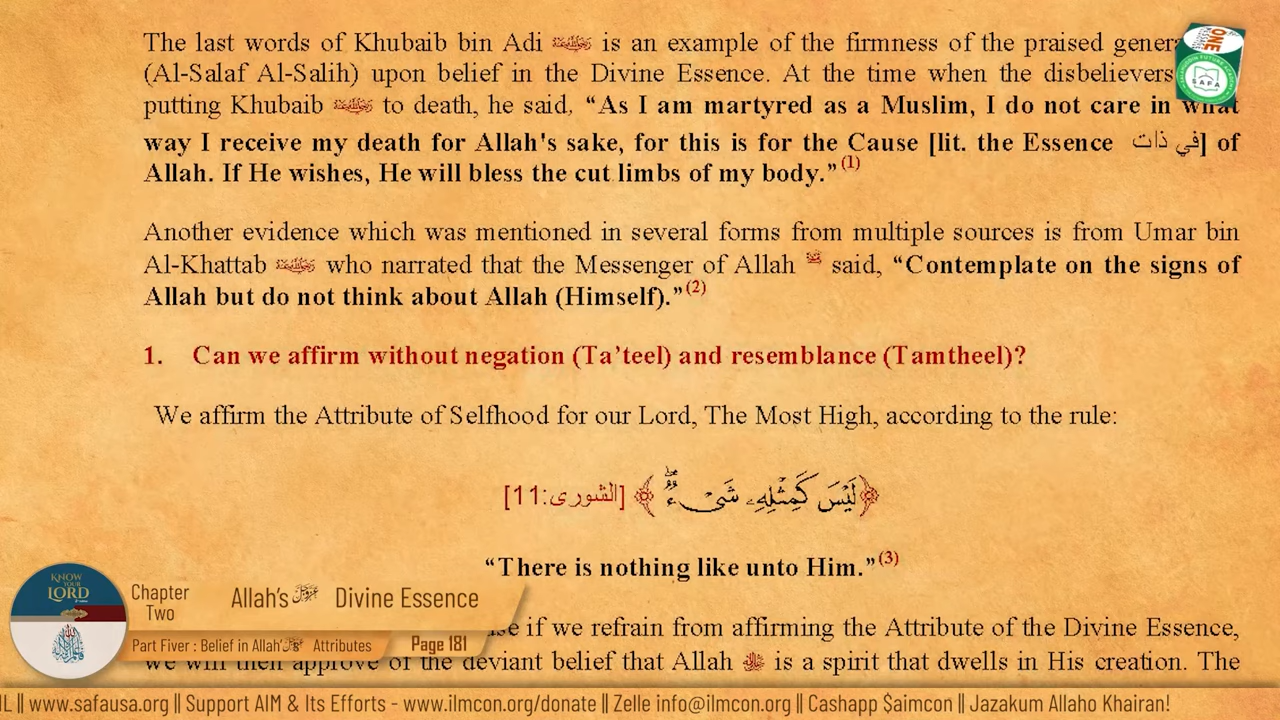 The last words of Khubaib bin Adi رضي الله عنه is an example of the firmness of the praised
(Al-Salaf Al-Salih) upon belief in the Divine Essence. At the time when the disbelievers
putting Khubaib رضي الله عنه to death, he said, “As I am martyred as a Muslim, I do not care in what
way I receive my death for Allah's sake, for this is for the Cause [lit. the Essence في ذات] of
Allah. If He wishes, He will bless the cut limbs of my body.”(1)
Another evidence which was mentioned in several forms from multiple sources is from Umar bin
Al-Khattab رضي الله عنه who narrated that the Messenger of Allah ﷺ said, “Contemplate on the signs of
Allah but do not think about Allah (Himself).”(2)
1. Can we affirm without negation (Ta’teel) and resemblance (Tamtheel)?
We affirm the Attribute of Selfhood for our Lord, The Most High, according to the rule:
﴿لَيْسَ كَمِثْلِهِۦ شَىْءٌۖ﴾ [الشورى:11]
“There is nothing like unto Him.”(3)
if we refrain from affirming the Attribute of the Divine Essence,
we will then approve of the deviant belief that Allah ﷻ is a spirit that dwells in His creation. The
ONE
SAFA
KNOW
YOUR
LORD
Chapter
Two
Allah’s عز وجل Divine Essence
Part Fiver : Belief in Allah’ Attributes
Page 181
IL || www.safausa.org || Support AIM & Its Efforts - www.ilmcon.org/donate || Zelle info@ilmcon.org || Cashapp $aimcon || Jazakum Allaho Khairan!